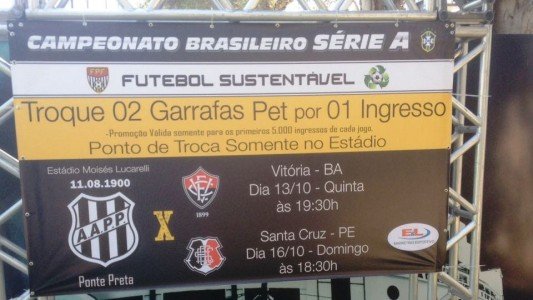 CAMPEONATO BRASILEIRO SÉRIE A
FPF
FUTEBOL SUSTENTÁVEL
Troque 02 Garrafas Pet por 01 Ingresso
-Promoção Válida somente para os primeiros 5.000 ingressos de cada jogo.
Ponto de Troca Somente no Estádio
Estádio Moisés Lucarelli
11.08.1900
AAPP
Ponte Preta
X
1899
Vitória - BA
Dia 13/10 - Quinta
às 19:30h
Santa Cruz - PE
Dia 16/10 - Domingo
às 18:30h